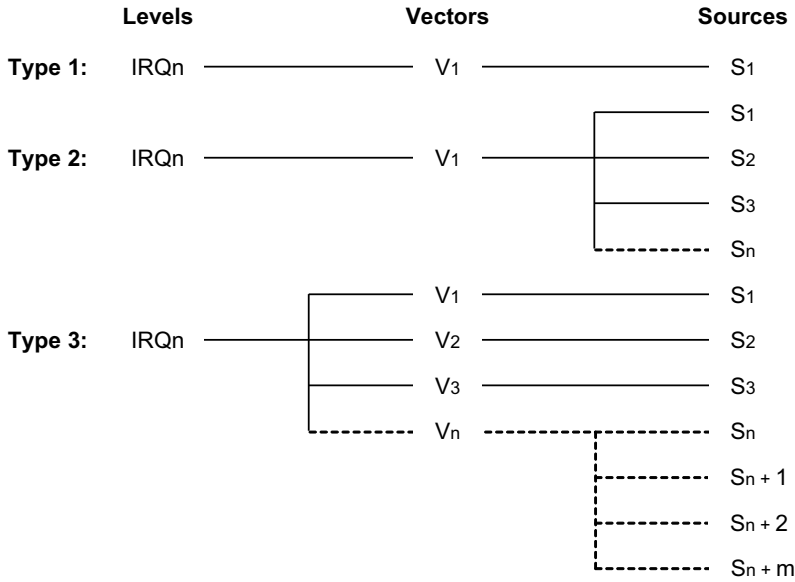 Levels Vectors Sources
Type 1: IRQn V1 S1
S1
Type 2: IRQn V1 S2
S3
Sn
V1 S1
Type 3: IRQn V2 S2
V3 S3
Vn Sn
Sn + 1
Sn + 2
Sn + m